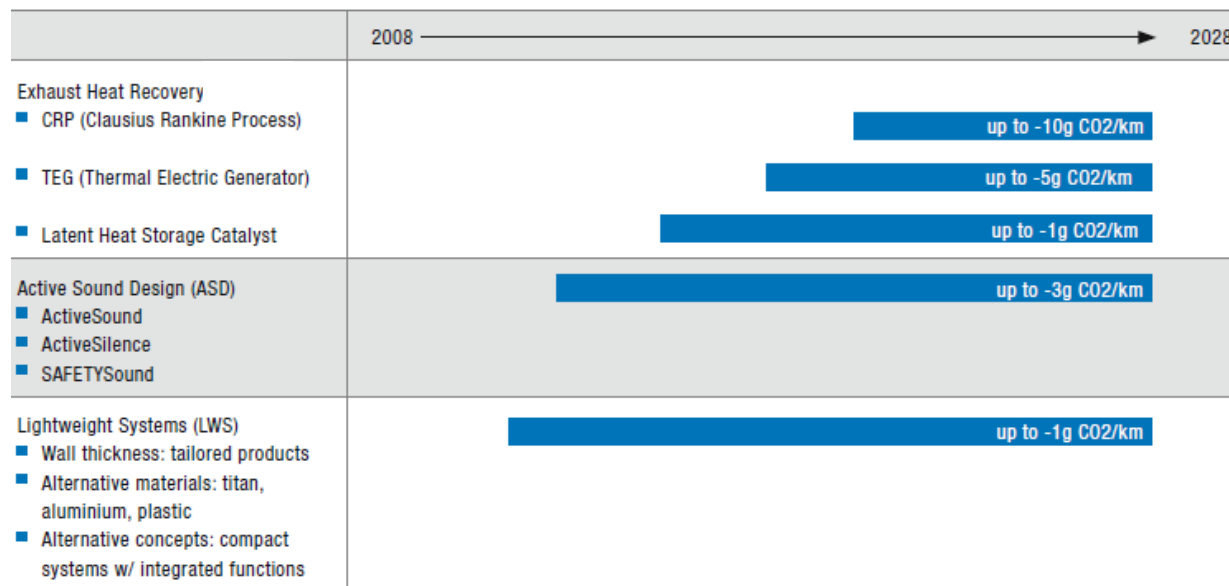 2008 2028
Exhaust Heat Recovery
CRP (Clausius Rankine Process) up to -10g CO2/km
TEG (Thermal Electric Generator) up to -5g CO2/km
Latent Heat Storage Catalyst up to -1g CO2/km
Active Sound Design (ASD) up to -3g CO2/km
ActiveSound
ActiveSilence
SAFETYSound
Lightweight Systems (LWS) up to -1g CO2/km
Wall thickness: tailored products
Alternative materials: titan,
aluminium, plastic
Alternative concepts: compact
systems w/ integrated functions